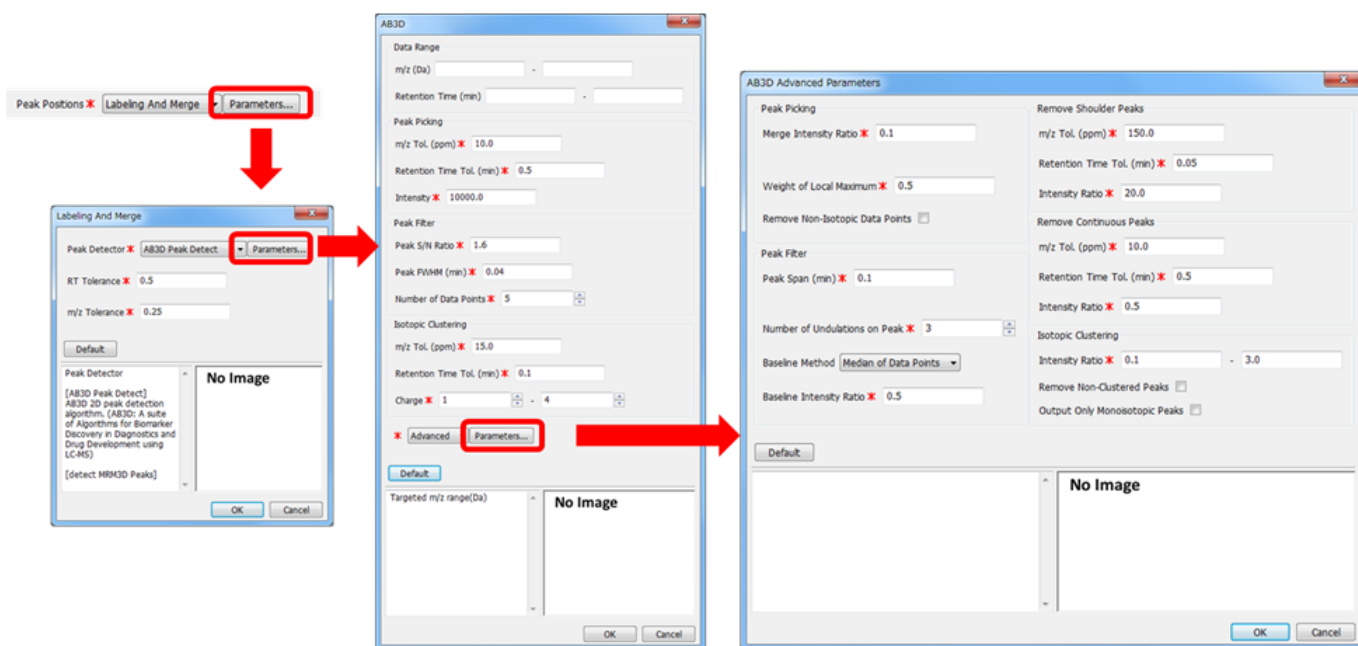 Peak Postions * Labeling And Merge Parameters...
Labeling And Merge
Peak Detector * AB3D Peak Detect Parameters...
RT Tolerance * 0.5
m/z Tolerance * 0.25
Default
Peak Detector
[AB3D Peak Detect]
AB3D 2D peak detection
algorithm. (AB3D: A suite
of Algorithms for Biomarker
Discovery in Diagnostics and
Drug Development using
LC-MS)
[detect MRM3D Peaks]
No Image
OK Cancel
AB3D
Data Range
m/z (Da) -
Retention Time (min) -
Peak Picking
m/z Tol. (ppm) * 10.0
Retention Time Tol. (min) * 0.5
Intensity * 10000.0
Peak Filter
Peak S/N Ratio * 1.6
Peak FWHM (min) * 0.04
Number of Data Points * 5
Isotopic Clustering
m/z Tol. (ppm) * 15.0
Retention Time Tol. (min) * 0.1
Charge * 1 - 4
* Advanced Parameters...
Default
Targeted m/z range(Da)
No Image
OK Cancel
AB3D Advanced Parameters
Peak Picking
Merge Intensity Ratio * 0.1
Weight of Local Maximum * 0.5
Remove Non-Isotopic Data Points
Peak Filter
Peak Span (min) * 0.1
Number of Undulations on Peak * 3
Baseline Method Median of Data Points
Baseline Intensity Ratio * 0.5
Remove Shoulder Peaks
m/z Tol. (ppm) * 150.0
Retention Time Tol. (min) * 0.05
Intensity Ratio * 20.0
Remove Continuous Peaks
m/z Tol. (ppm) * 10.0
Retention Time Tol. (min) * 0.5
Intensity Ratio * 0.5
Isotopic Clustering
Intensity Ratio * 0.1 - 3.0
Remove Non-Clustered Peaks
Output Only Monoisotopic Peaks
Default
No Image
OK Cancel